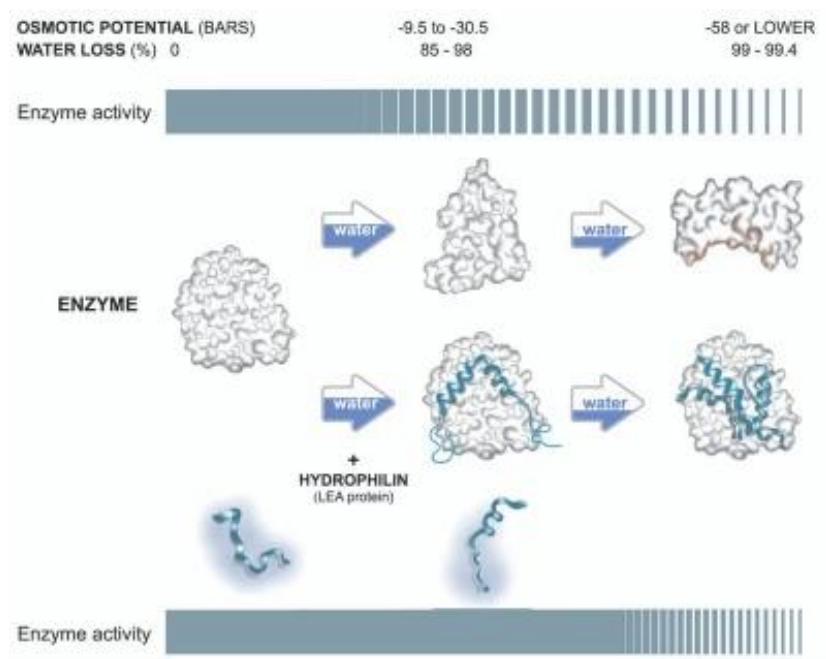 OSMOTIC POTENTIAL (BARS) -9.5 to -30.5 -58 or LOWER
WATER LOSS (%) 0 85 - 98 99 - 99.4
Enzyme activity
water water
ENZYME
water water
+
HYDROPHILIN
(LEA protein)
Enzyme activity